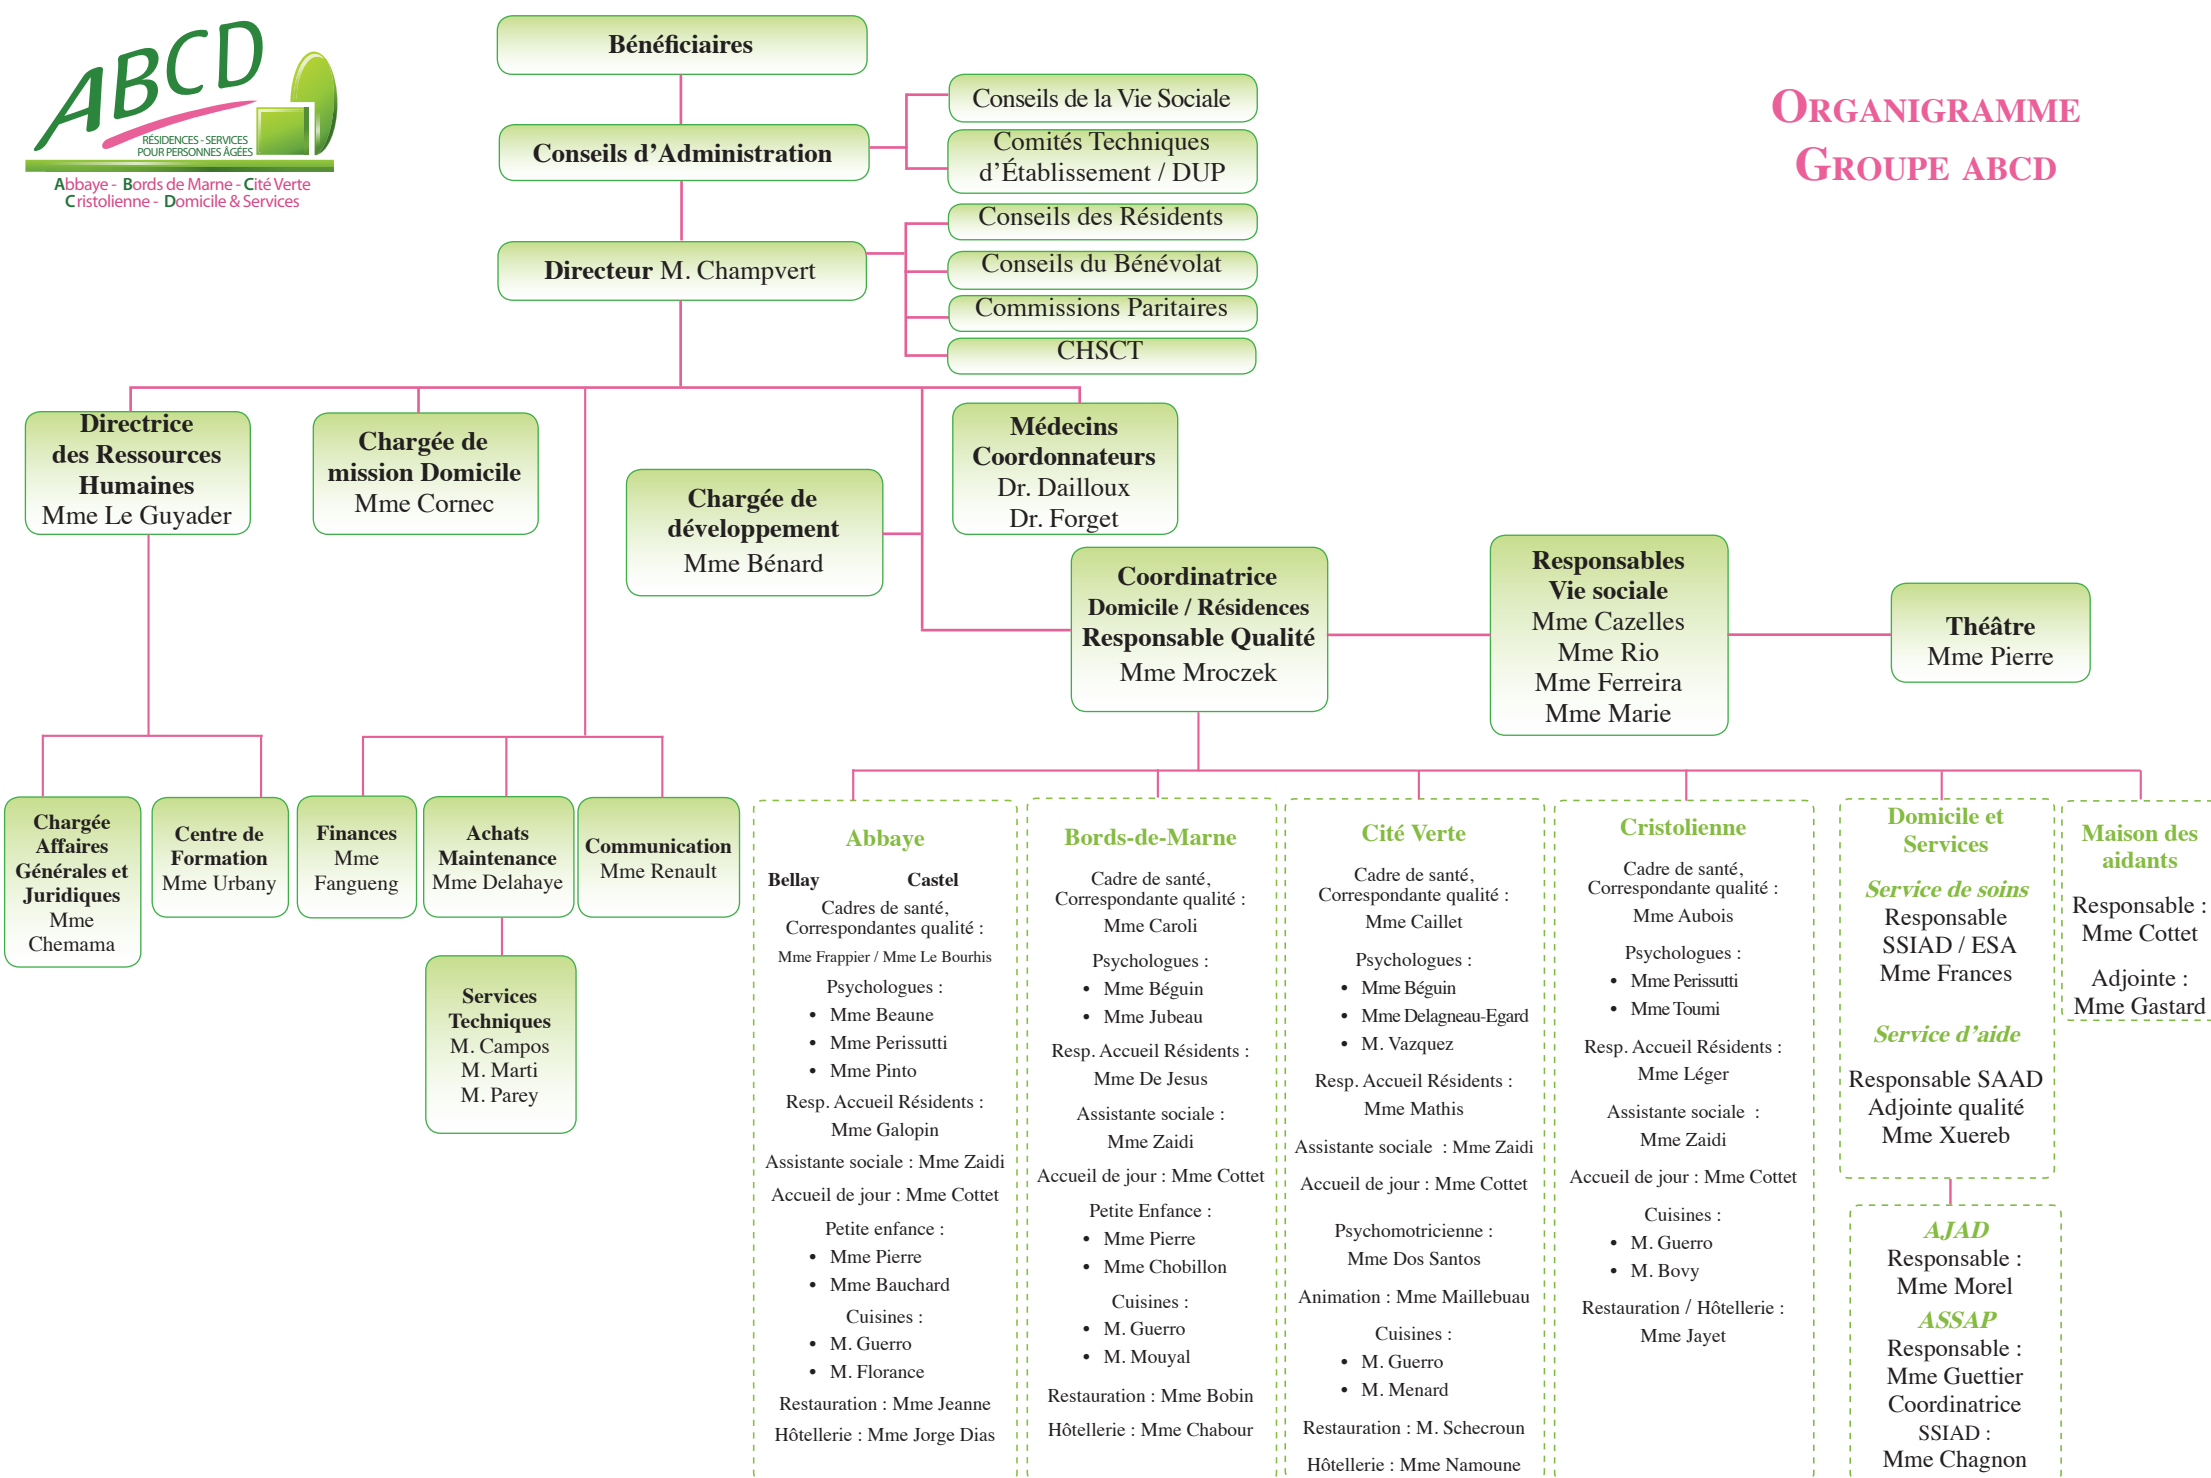 ABCD
RÉSIDENCES - SERVICES
POUR PERSONNES ÂGÉES
Abbaye - Bords de Marne - Cité Verte
Cristolienne - Domicile & Services
ORGANIGRAMME
GROUPE ABCD
Bénéficiaires
Conseils d'Administration
Conseils de la Vie Sociale
Comités Techniques
d'Établissement / DUP
Directeur M. Champvert
Conseils des Résidents
Conseils du Bénévolat
Commissions Paritaires
CHSCT
Directrice
des Ressources
Humaines
Mme Le Guyader
Chargée de
mission Domicile
Mme Cornec
Chargée de
développement
Mme Bénard
Médecins
Coordonnateurs
Dr. Dailloux
Dr. Forget
Coordinatrice
Domicile / Résidences
Responsable Qualité
Mme Mroczek
Responsables
Vie sociale
Mme Cazelles
Mme Rio
Mme Ferreira
Mme Marie
Théâtre
Mme Pierre
Chargée
Affaires
Générales et
Juridiques
Mme
Chemama
Centre de
Formation
Mme Urbany
Finances
Mme
Fangueng
Achats
Maintenance
Mme Delahaye
Communication
Mme Renault
Services
Techniques
M. Campos
M. Marti
M. Parey
Abbaye
Bellay Castel
Cadres de santé,
Correspondantes qualité :
Mme Frappier / Mme Le Bourhis
Psychologues :
• Mme Beaune
• Mme Perissutti
• Mme Pinto
Resp. Accueil Résidents :
Mme Galopin
Assistante sociale : Mme Zaidi
Accueil de jour : Mme Cottet
Petite enfance :
• Mme Pierre
• Mme Bauchard
Cuisines :
• M. Guerro
• M. Florance
Restauration : Mme Jeanne
Hôtellerie : Mme Jorge Dias
Bords-de-Marne
Cadre de santé,
Correspondante qualité :
Mme Caroli
Psychologues :
• Mme Béguin
• Mme Jubeau
Resp. Accueil Résidents :
Mme De Jesus
Assistante sociale :
Mme Zaidi
Accueil de jour : Mme Cottet
Petite Enfance :
• Mme Pierre
• Mme Chobillon
Cuisines :
• M. Guerro
• M. Mouyal
Restauration : Mme Bobin
Hôtellerie : Mme Chabour
Cité Verte
Cadre de santé,
Correspondante qualité :
Mme Caillet
Psychologues :
• Mme Béguin
• Mme Delagneau-Egard
• M. Vazquez
Resp. Accueil Résidents :
Mme Mathis
Assistante sociale : Mme Zaidi
Accueil de jour : Mme Cottet
Psychomotricienne :
Mme Dos Santos
Animation : Mme Maillebuau
Cuisines :
• M. Guerro
• M. Menard
Restauration : M. Schecroun
Hôtellerie : Mme Namoune
Cristolienne
Cadre de santé,
Correspondante qualité :
Mme Aubois
Psychologues :
• Mme Perissutti
• Mme Toumi
Resp. Accueil Résidents :
Mme Léger
Assistante sociale :
Mme Zaidi
Accueil de jour : Mme Cottet
Cuisines :
• M. Guerro
• M. Bovy
Restauration / Hôtellerie :
Mme Jayet
Domicile et
Services
Service de soins
Responsable
SSIAD / ESA
Mme Frances
Service d'aide
Responsable SAAD
Adjointe qualité
Mme Xuereb
AJAD
Responsable :
Mme Morel
ASSAP
Responsable :
Mme Guettier
Coordinatrice
SSIAD :
Mme Chagnon
Maison des
aidants
Responsable :
Mme Cottet
Adjointe :
Mme Gastard